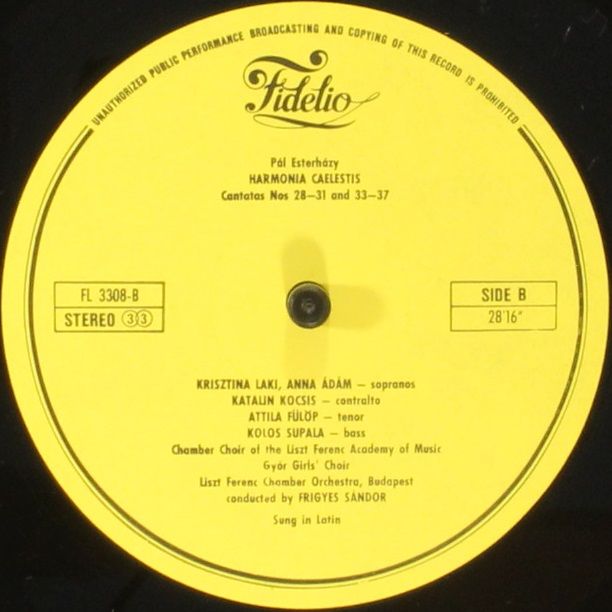 UNAUTHORIZED PUBLIC PERFORMANCE BROADCASTING AND COPYING OF THIS RECORD IS PROHIBITED
Fidelio
Pál Esterházy
HARMONIA CAELESTIS
Cantatas Nos 28—31 and 33—37
FL 3308-B
STEREO 33
SIDE B
28'16"
KRISZTINA LAKI, ANNA ÁDÁM — sopranos
KATALIN KOCSIS — contralto
ATTILA FÜLÖP — tenor
KOLOS SUPALA — bass
Chamber Choir of the Liszt Ferenc Academy of Music
Győr Girls' Choir
Liszt Ferenc Chamber Orchestra, Budapest
conducted by FRIGYES SÁNDOR
Sung in Latin